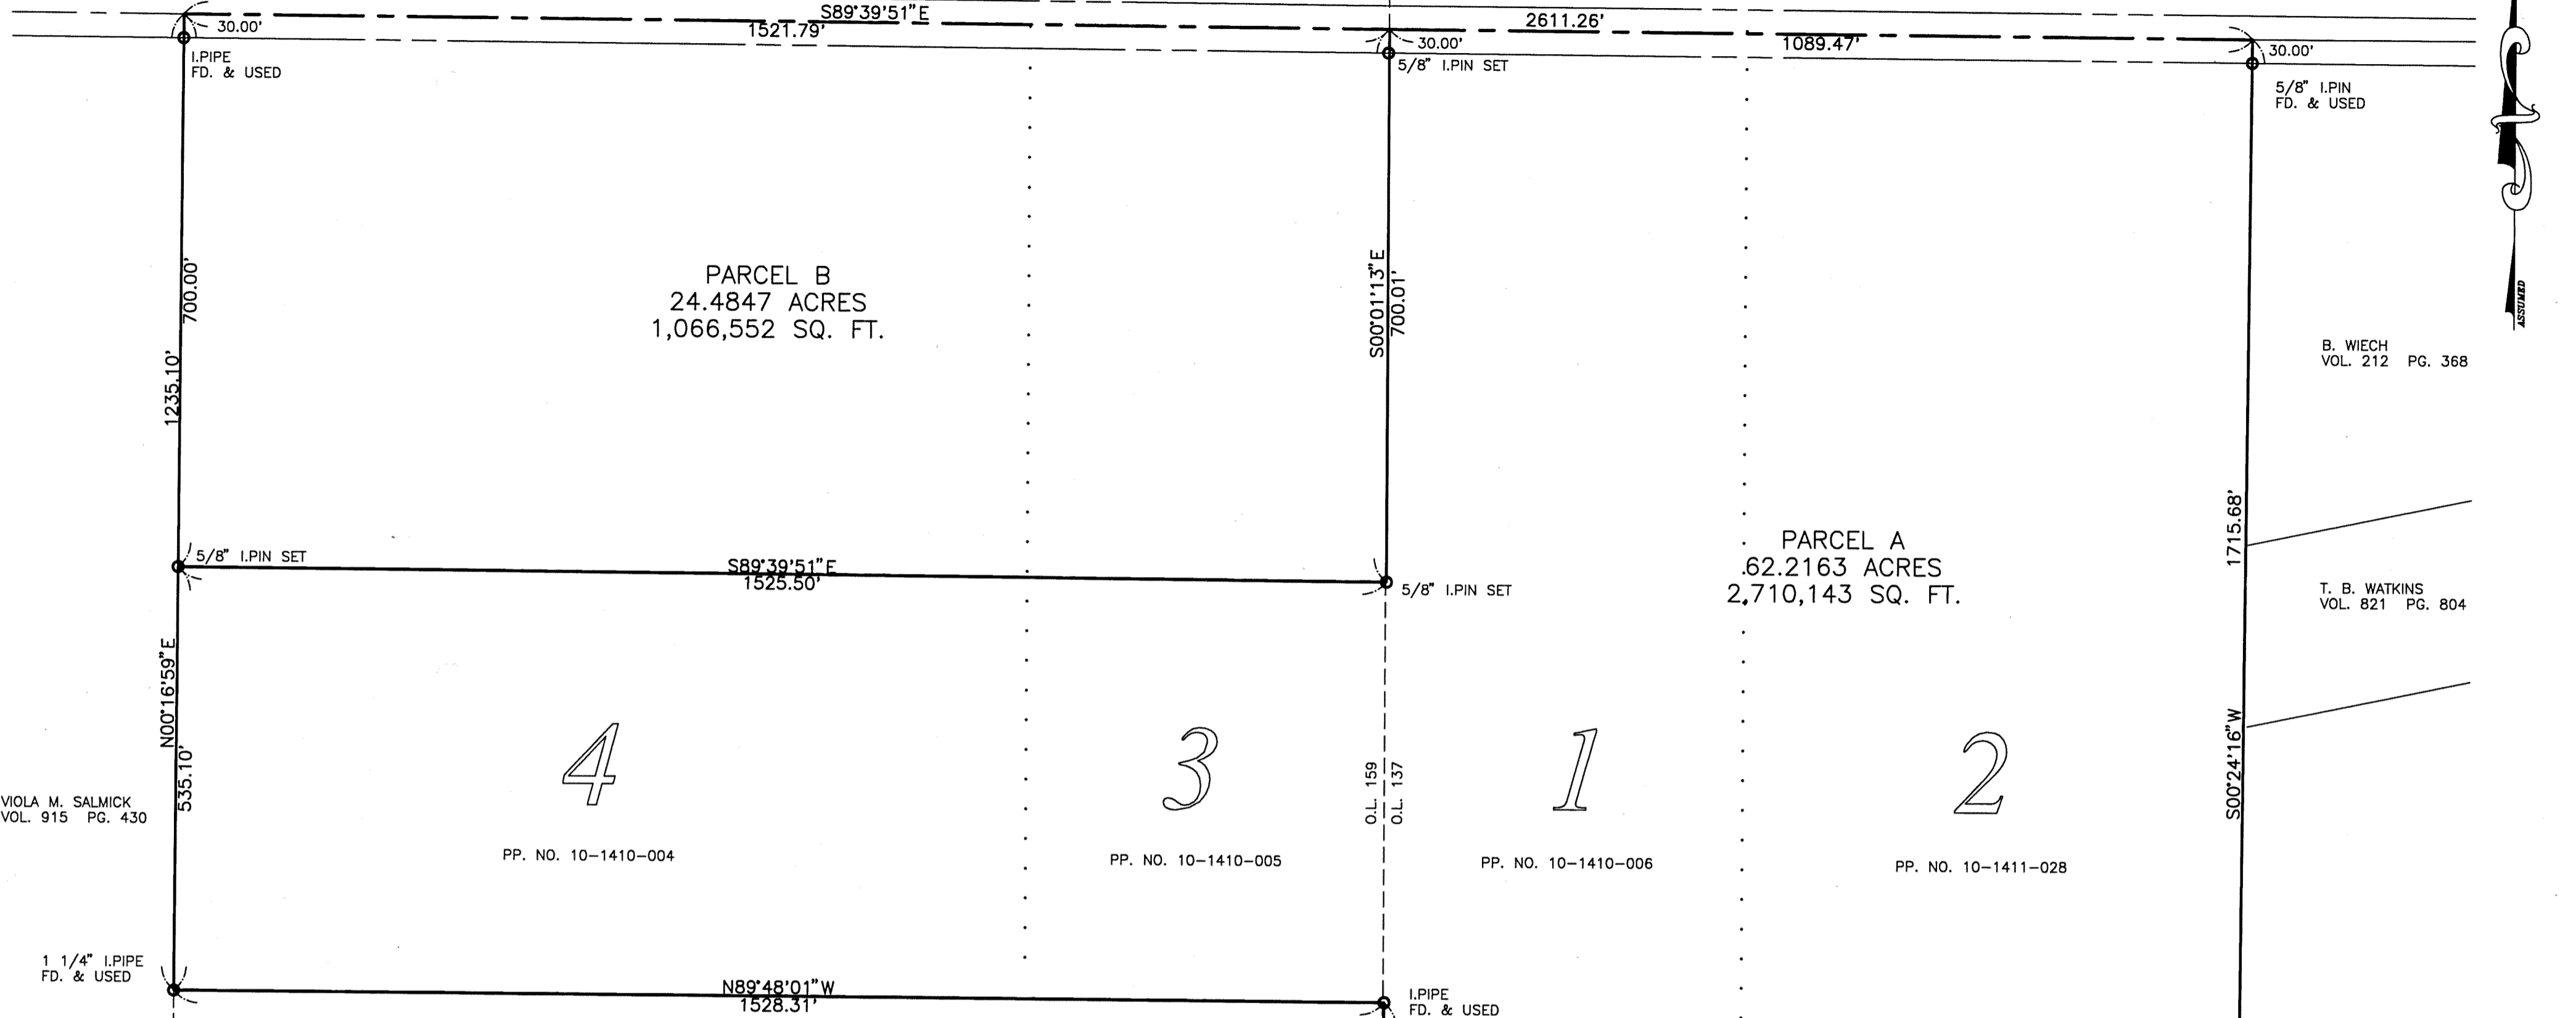 S89°39'51"E
1521.79'
2611.26'
1089.47'
30.00'
30.00'
30.00'
I.PIPE
FD. & USED
5/8" I.PIN SET
5/8" I.PIN
FD. & USED
ASSUMED
700.00'
1235.10'
PARCEL B
24.4847 ACRES
1,066,552 SQ. FT.
S00°01'13"E
700.01'
B. WIECH
VOL. 212 PG. 368
1715.68'
5/8" I.PIN SET
S89°39'51"E
1525.50'
5/8" I.PIN SET
PARCEL A
62.2163 ACRES
2,710,143 SQ. FT.
T. B. WATKINS
VOL. 821 PG. 804
N00°16'59"E
535.10'
S00°24'16"W
4
3
1
2
O.L. 159
O.L. 137
VIOLA M. SALMICK
VOL. 915 PG. 430
PP. NO. 10-1410-004
PP. NO. 10-1410-005
PP. NO. 10-1410-006
PP. NO. 10-1411-028
1 1/4" I.PIPE
FD. & USED
N89°48'01"W
1528.31'
I.PIPE
FD. & USED